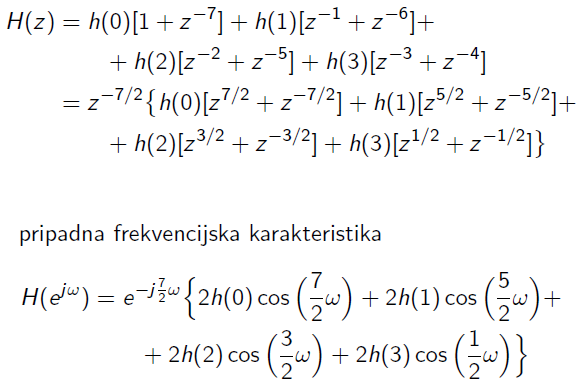 H(z) = h(0)[1 + z^{-7}] + h(1)[z^{-1} + z^{-6}]+
+ h(2)[z^{-2} + z^{-5}] + h(3)[z^{-3} + z^{-4}]
= z^{-7/2}{h(0)[z^{7/2} + z^{-7/2}] + h(1)[z^{5/2} + z^{-5/2}]+
+ h(2)[z^{3/2} + z^{-3/2}] + h(3)[z^{1/2} + z^{-1/2}]}
pripadna frekvencijska karakteristika
H(e^{jω}) = e^{-j\frac{7}{2}ω}{2h(0) cos(\frac{7}{2}ω) + 2h(1) cos(\frac{5}{2}ω)+
+ 2h(2) cos(\frac{3}{2}ω) + 2h(3) cos(\frac{1}{2}ω)}